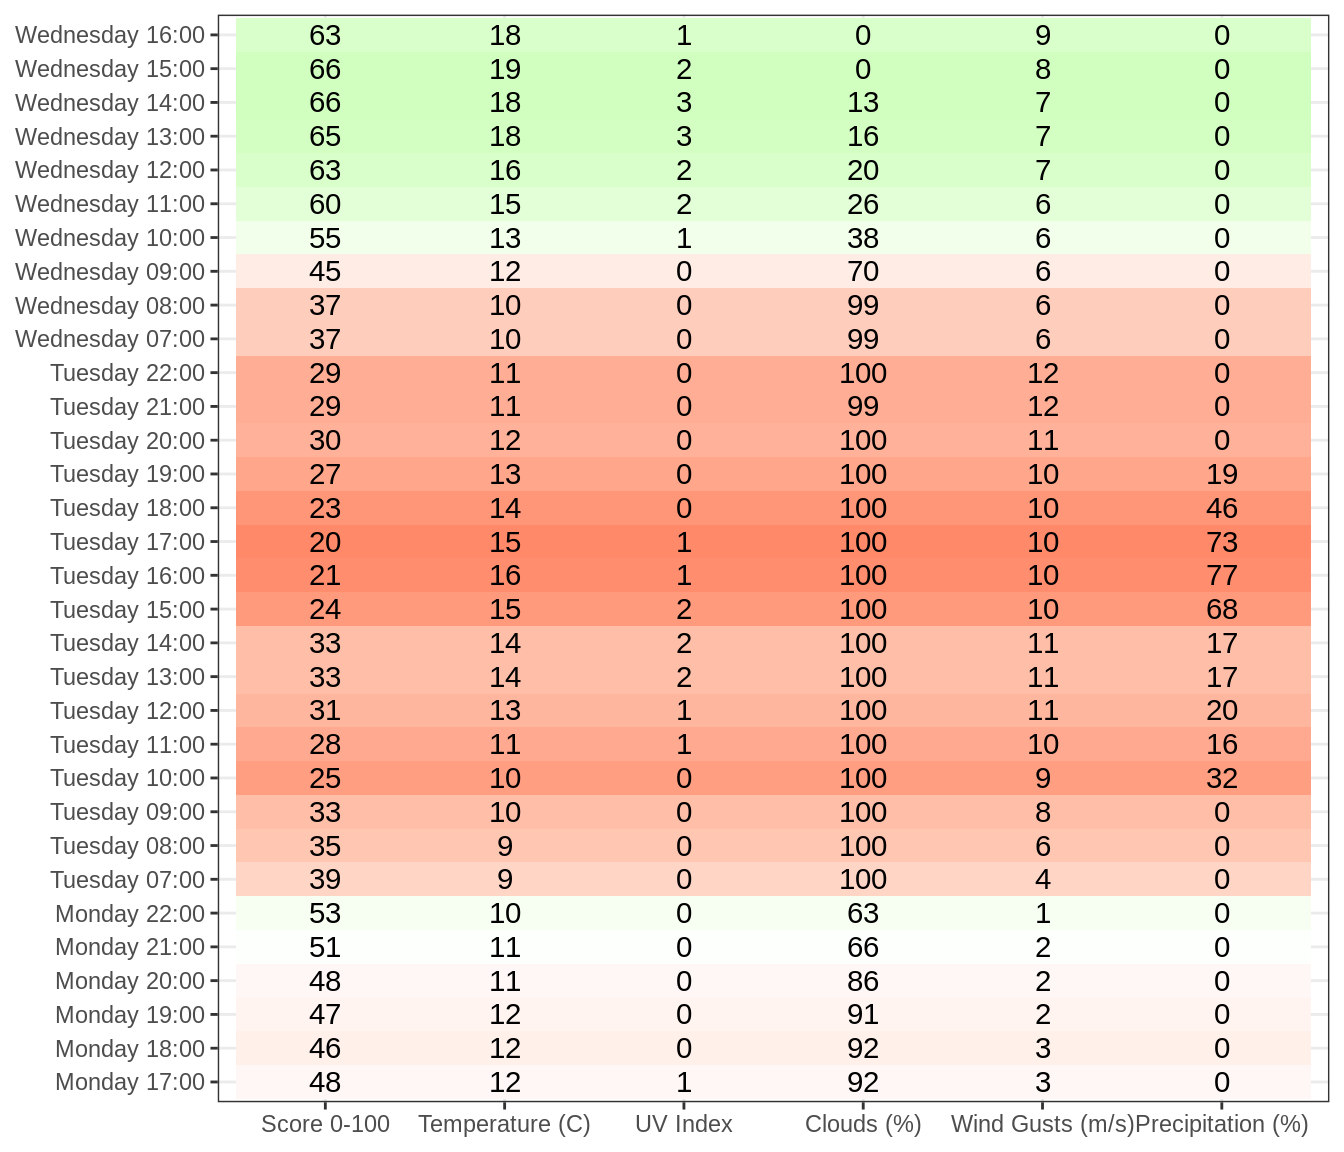 Wednesday 16:00 63 18 1 0 9 0
Wednesday 15:00 66 19 2 0 8 0
Wednesday 14:00 66 18 3 13 7 0
Wednesday 13:00 65 18 3 16 7 0
Wednesday 12:00 63 16 2 20 7 0
Wednesday 11:00 60 15 2 26 6 0
Wednesday 10:00 55 13 1 38 6 0
Wednesday 09:00 45 12 0 70 6 0
Wednesday 08:00 37 10 0 99 6 0
Wednesday 07:00 37 10 0 99 6 0
Tuesday 22:00 29 11 0 100 12 0
Tuesday 21:00 29 11 0 99 12 0
Tuesday 20:00 30 12 0 100 11 0
Tuesday 19:00 27 13 0 100 10 19
Tuesday 18:00 23 14 0 100 10 46
Tuesday 17:00 20 15 1 100 10 73
Tuesday 16:00 21 16 1 100 10 77
Tuesday 15:00 24 15 2 100 10 68
Tuesday 14:00 33 14 2 100 11 17
Tuesday 13:00 33 14 2 100 11 17
Tuesday 12:00 31 13 1 100 11 20
Tuesday 11:00 28 11 1 100 10 16
Tuesday 10:00 25 10 0 100 9 32
Tuesday 09:00 33 10 0 100 8 0
Tuesday 08:00 35 9 0 100 6 0
Tuesday 07:00 39 9 0 100 4 0
Monday 22:00 53 10 0 63 1 0
Monday 21:00 51 11 0 66 2 0
Monday 20:00 48 11 0 86 2 0
Monday 19:00 47 12 0 91 2 0
Monday 18:00 46 12 0 92 3 0
Monday 17:00 48 12 1 92 3 0
Score 0-100 Temperature (C) UV Index Clouds (%) Wind Gusts (m/s) Precipitation (%)